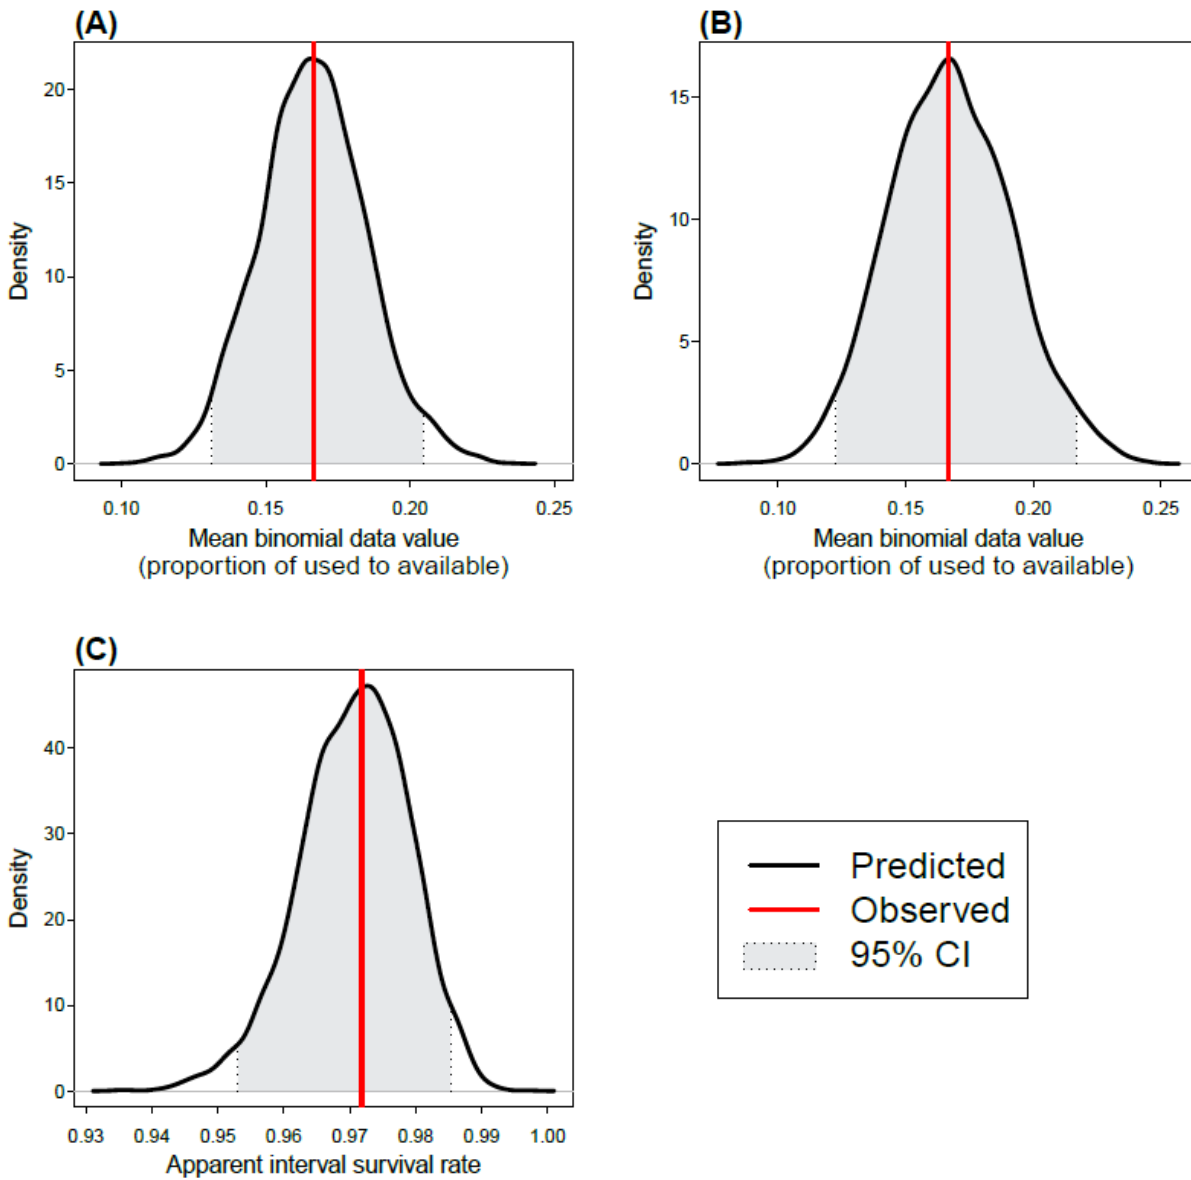 (A)
Density
20
15
10
5
0
0.10 0.15 0.20 0.25
Mean binomial data value
(proportion of used to available)
(B)
Density
15
10
5
0
0.10 0.15 0.20 0.25
Mean binomial data value
(proportion of used to available)
(C)
Density
40
30
20
10
0
0.93 0.94 0.95 0.96 0.97 0.98 0.99 1.00
Apparent interval survival rate
Predicted
Observed
95% CI